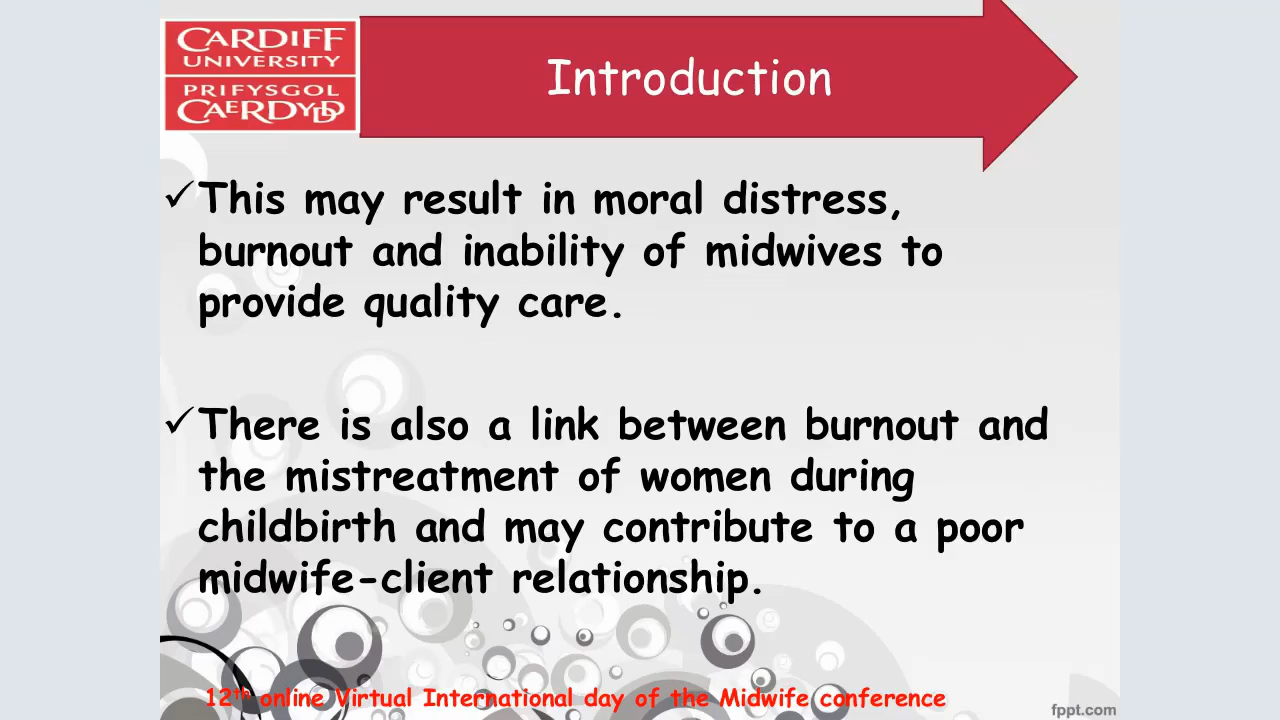 CARDIFF
UNIVERSITY
PRIFYSGOL
CAERDYDD
Introduction
✓This may result in moral distress,
burnout and inability of midwives to
provide quality care.
✓There is also a link between burnout and
the mistreatment of women during
childbirth and may contribute to a poor
midwife-client relationship.
12th online Virtual International day of the Midwife conference
fppt.com